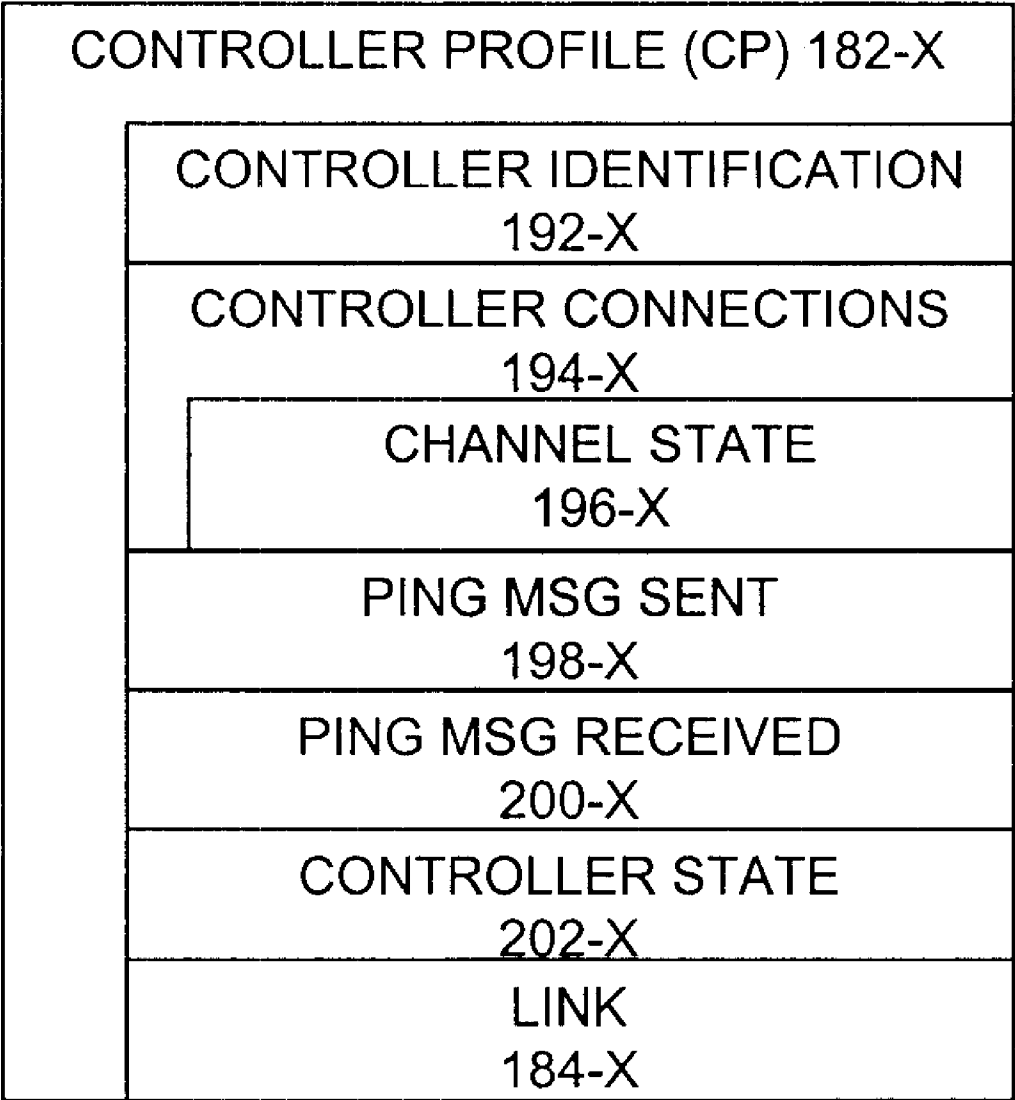 CONTROLLER PROFILE (CP) 182-X
CONTROLLER IDENTIFICATION
192-X
CONTROLLER CONNECTIONS
194-X
CHANNEL STATE
196-X
PING MSG SENT
198-X
PING MSG RECEIVED
200-X
CONTROLLER STATE
202-X
LINK
184-X